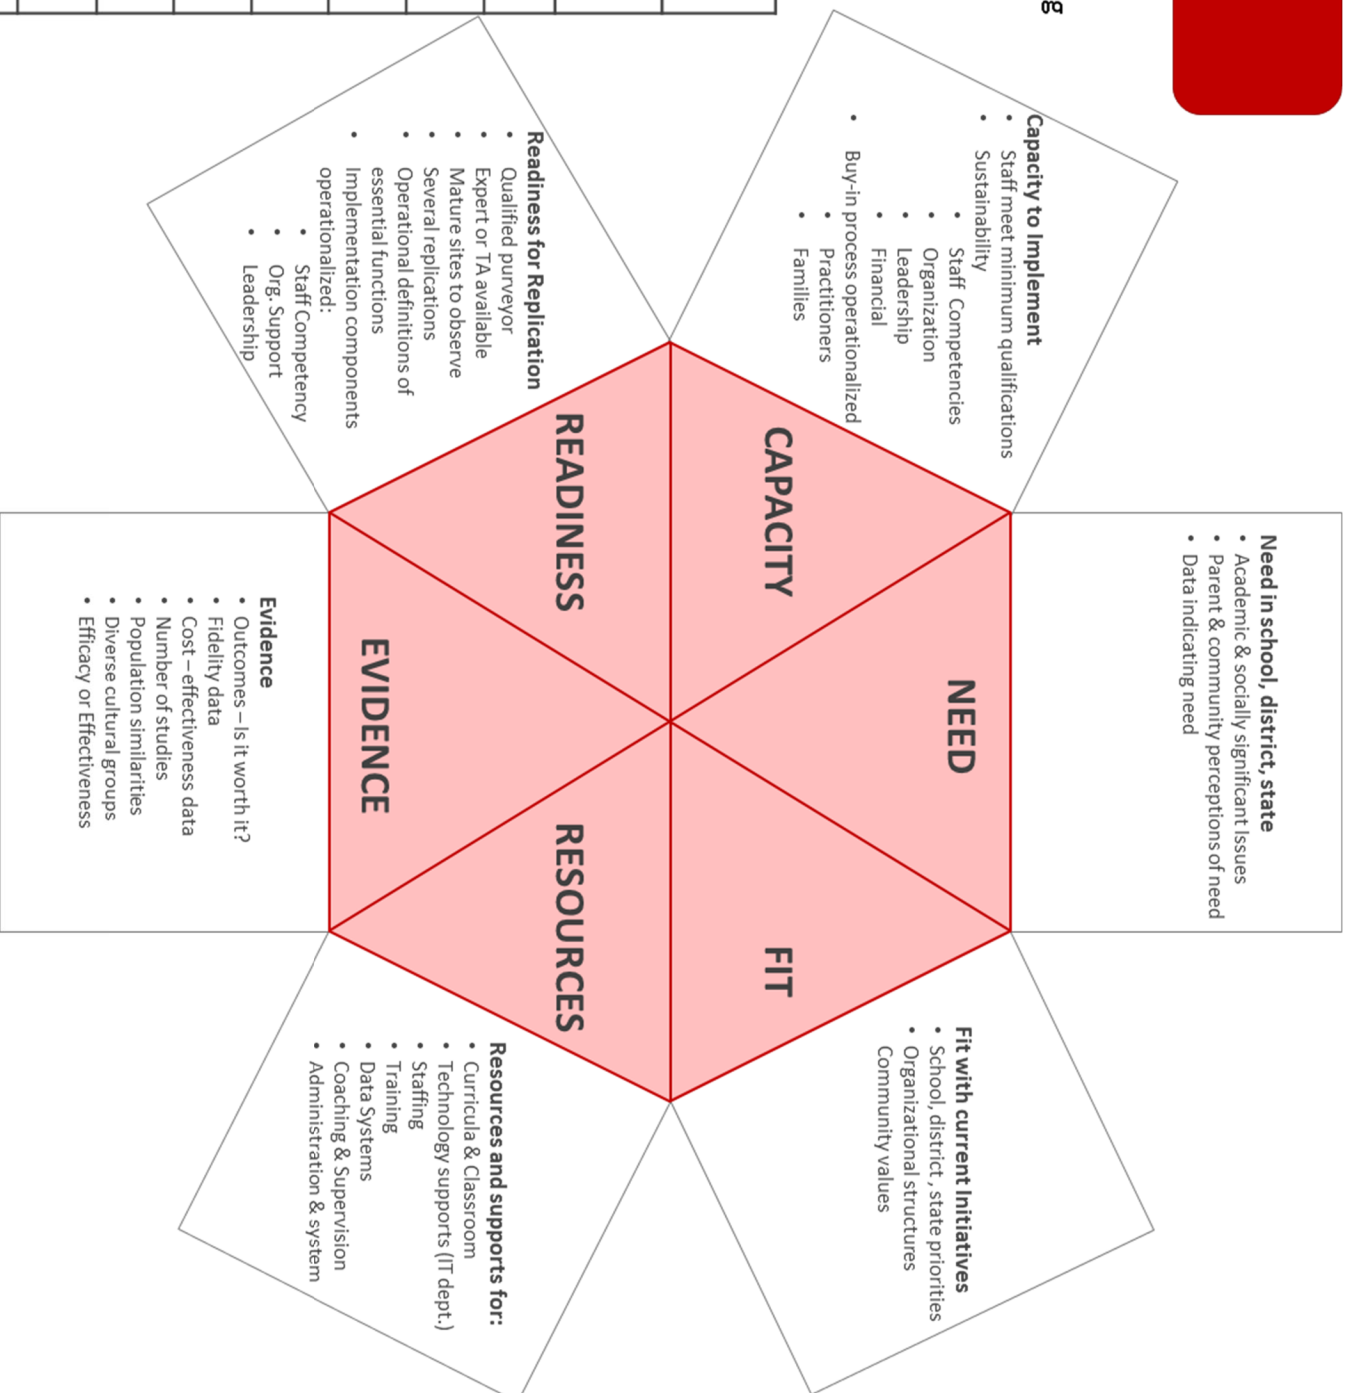 g
Need in school, district, state
• Academic & socially significant Issues
• Parent & community perceptions of need
• Data indicating need
Capacity to Implement
• Staff meet minimum qualifications
• Sustainability
• Staff Competencies
• Organization
• Leadership
• Financial
• Buy-in process operationalized
• Practitioners
• Families
Fit with current Initiatives
• School, district , state priorities
• Organizational structures
Community values
NEED
CAPACITY
FIT
READINESS
RESOURCES
EVIDENCE
Readiness for Replication
• Qualified purveyor
• Expert or TA available
• Mature sites to observe
• Several replications
• Operational definitions of
essential functions
• Implementation components
operationalized:
• Staff Competency
• Org. Support
• Leadership
Resources and supports for:
• Curricula & Classroom
• Technology supports (IT dept.)
• Staffing
• Training
• Data Systems
• Coaching & Supervision
• Administration & system
Evidence
• Outcomes – Is it worth it?
• Fidelity data
• Cost – effectiveness data
• Number of studies
• Population similarities
• Diverse cultural groups
• Efficacy or Effectiveness